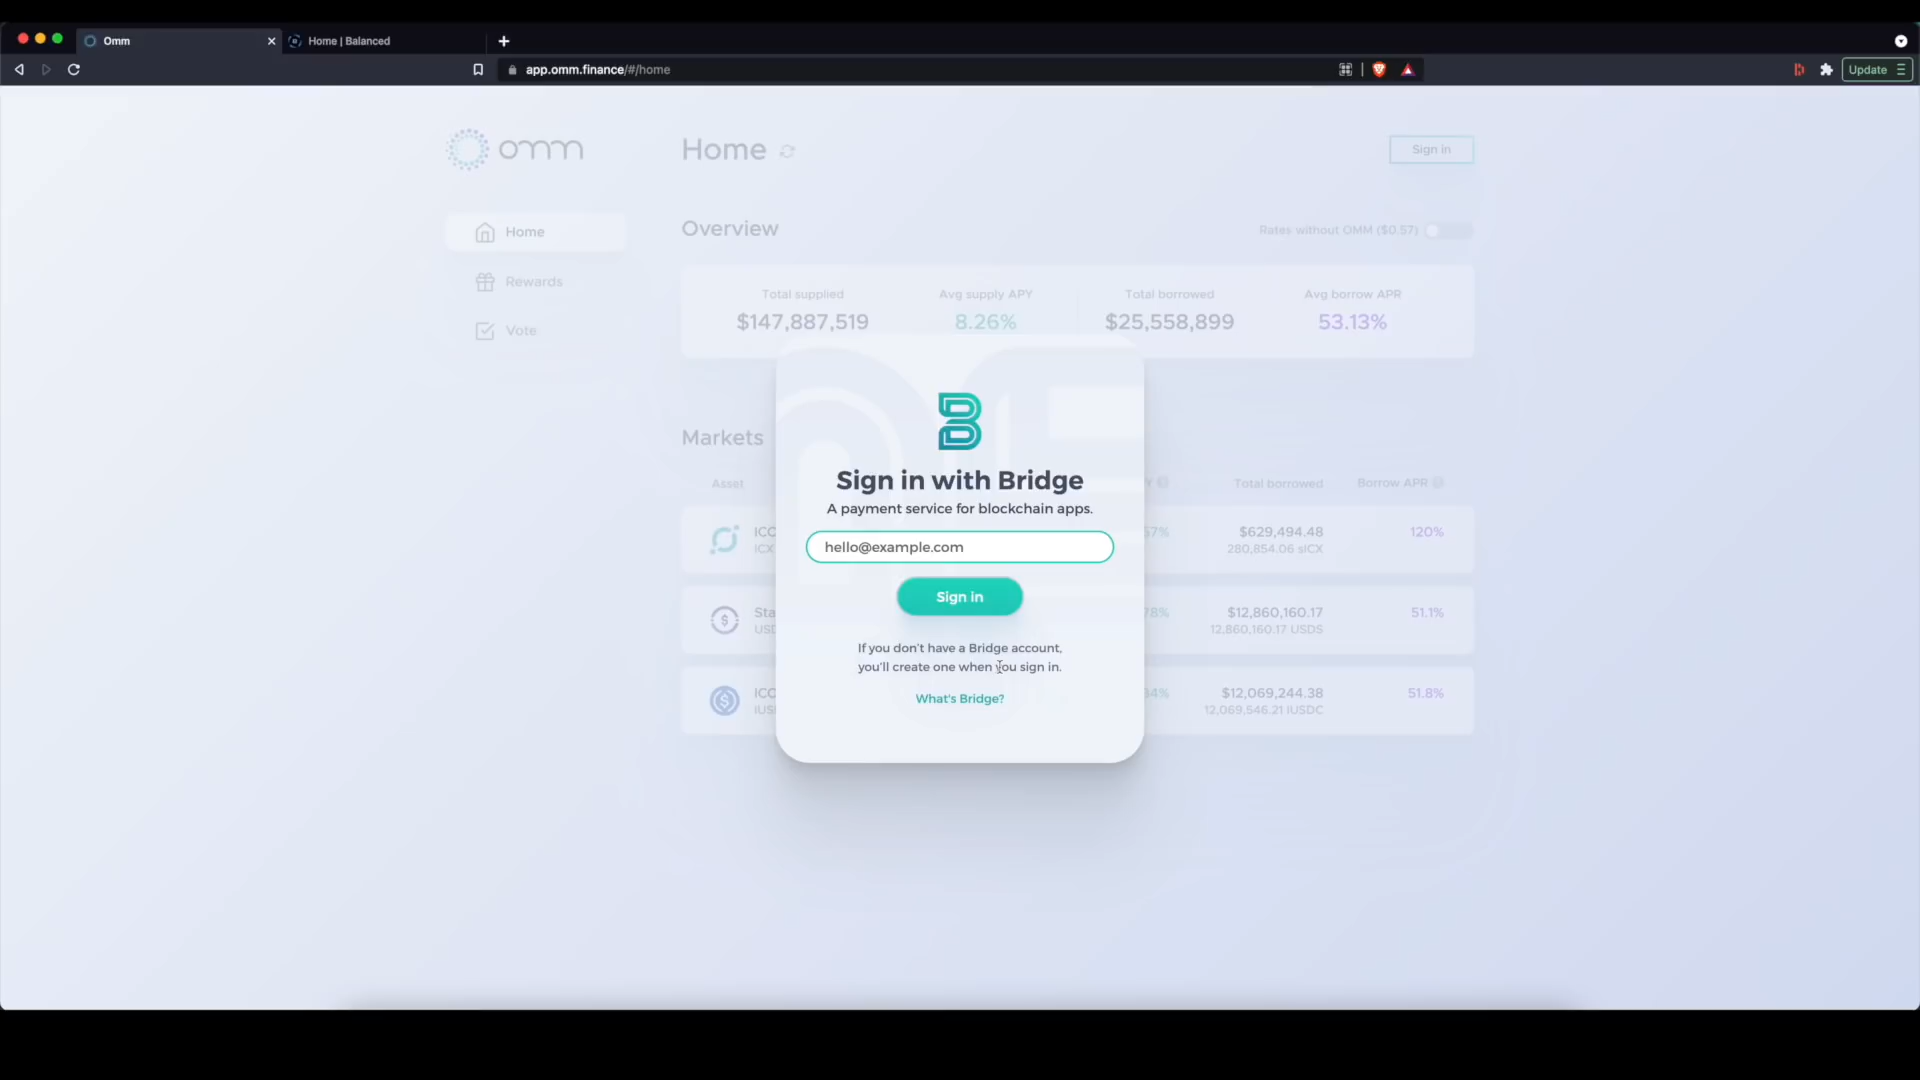 Omm
Home | Balanced
app.omm.finance/#/home
Update
omm
Home
Sign in
Home
Rewards
Vote
Overview
Rates without OMM ($0.57)
Total supplied
Avg supply APY
Total borrowed
Avg borrow APR
$147,887,519
8.26%
$25,558,899
53.13%
Markets
Asset
Total borrowed
Borrow APR
ICO
ICX
$629,494.48
280,854.06 sICX
120%
Sta
$12,860,160.17
12,860,160.17 USDS
51.1%
ICO
$12,069,244.38
12,069,546.21 IUSDC
51.8%
Sign in with Bridge
A payment service for blockchain apps.
hello@example.com
Sign in
If you don't have a Bridge account,
you'll create one when you sign in.
What's Bridge?